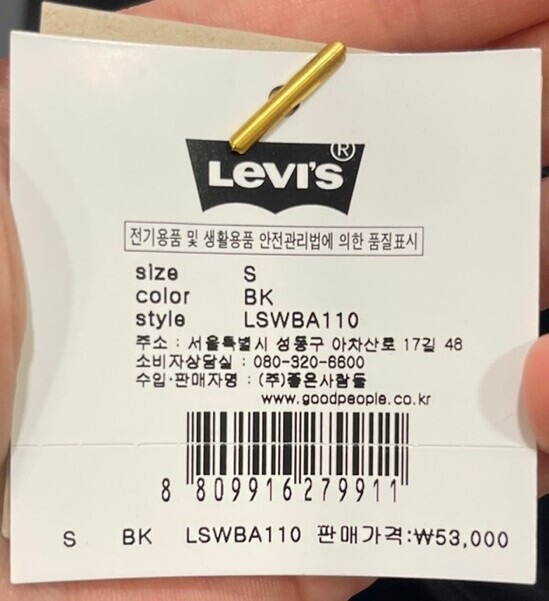 LEVI'S®
전기용품 및 생활용품 안전관리법에 의한 품질표시
size S
color BK
style LSWBA110
주소 : 서울특별시 성동구 아차산로 17길 48
소비자상담실 : 080-320-6600
수입·판매자명 : (주)좋은사람들
www.goodpeople.co.kr
8 809916 279911
S BK LSWBA110 판매가격:₩53,000